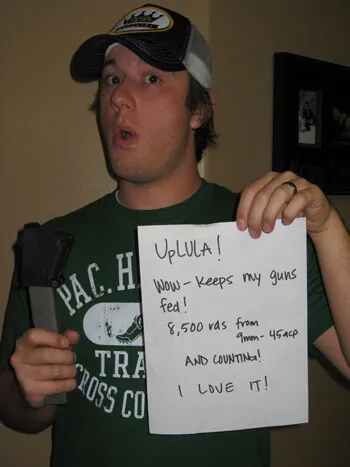 UpLULA!
Wow- keeps my guns
fed!
8,500 rds from
9mm- 45acp
AND COUNTING!
I LOVE IT!
PAC. H
TRA
CROSS CO